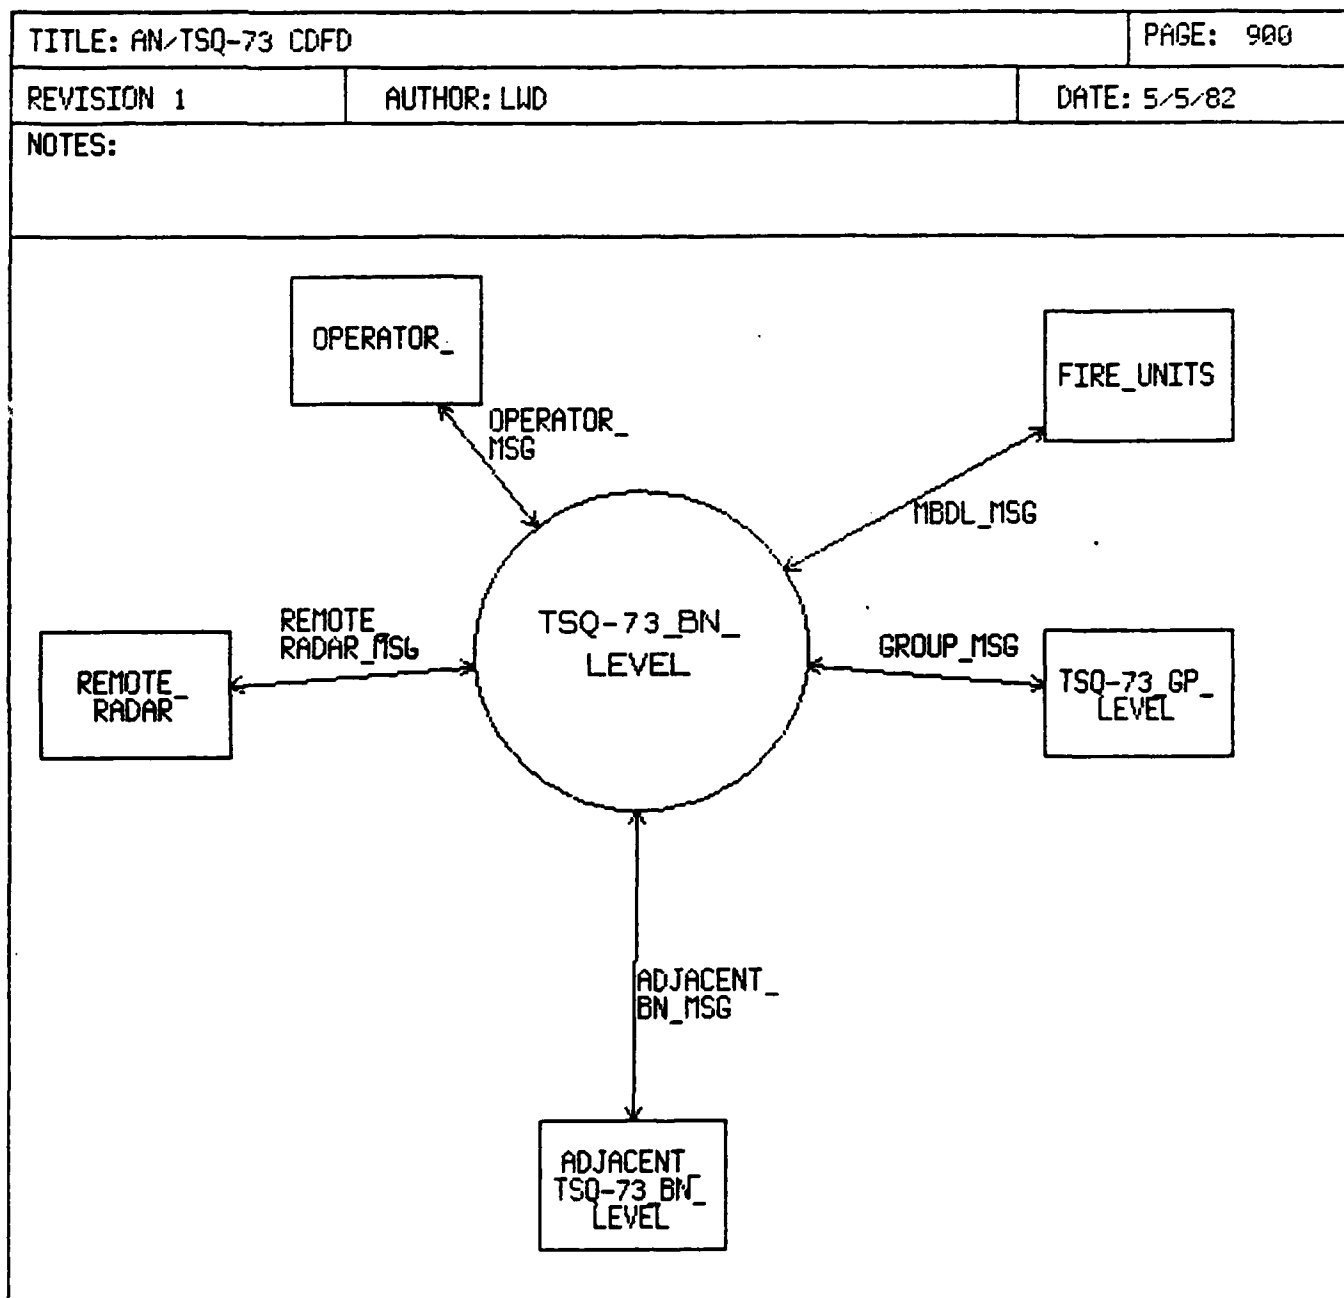 TITLE: AN/TSQ-73 CDFD
PAGE: 900
REVISION 1
AUTHOR: LWD
DATE: 5/5/82
NOTES:
OPERATOR_
FIRE_UNITS
OPERATOR_
MSG
MBDL_MSG
TSQ-73_BN_
LEVEL
REMOTE_
RADAR_MSG
GROUP_MSG
REMOTE_
RADAR
TSQ-73_GP_
LEVEL
ADJACENT_
BN_MSG
ADJACENT_
TSQ-73_BN_
LEVEL